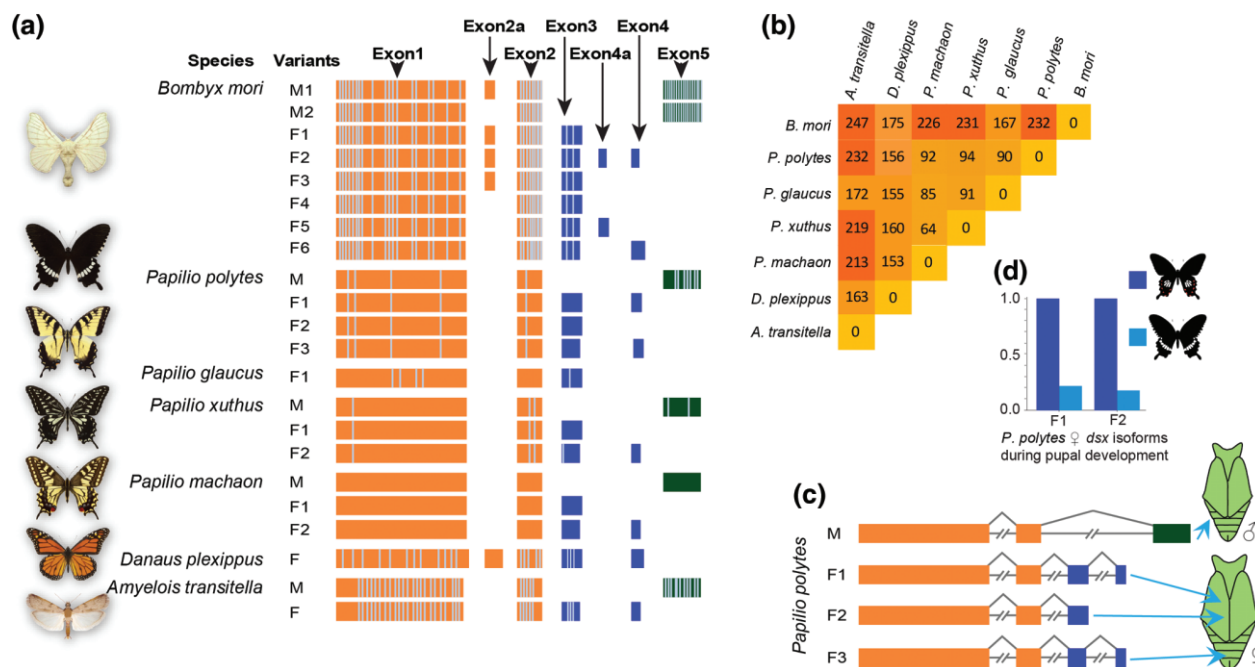 (a)
Exon3 Exon4
Exon2a Exon4a
Species Variants Exon1 Exon2 Exon5
Bombyx mori M1
M2
F1
F2
F3
F4
F5
F6
Papilio polytes M
F1
F2
F3
Papilio glaucus F1
Papilio xuthus M
F1
F2
Papilio machaon M
F1
F2
Danaus plexippus F
Amyelois transitella M
F
(b)
A. transitella
D. plexippus
P. machaon
P. xuthus
P. glaucus
P. polytes
B. mori
B. mori 247 175 226 231 167 232 0
P. polytes 232 156 92 94 90 0
P. glaucus 172 155 85 91 0
P. xuthus 219 160 64 0
P. machaon 213 153 0
D. plexippus 163 0
A. transitella 0
(d)
1.0
0.5
0.0
F1 F2
P. polytes ♀ dsx isoforms
during pupal development
(c)
Papilio polytes
M ♂
F1
F2
F3 ♀